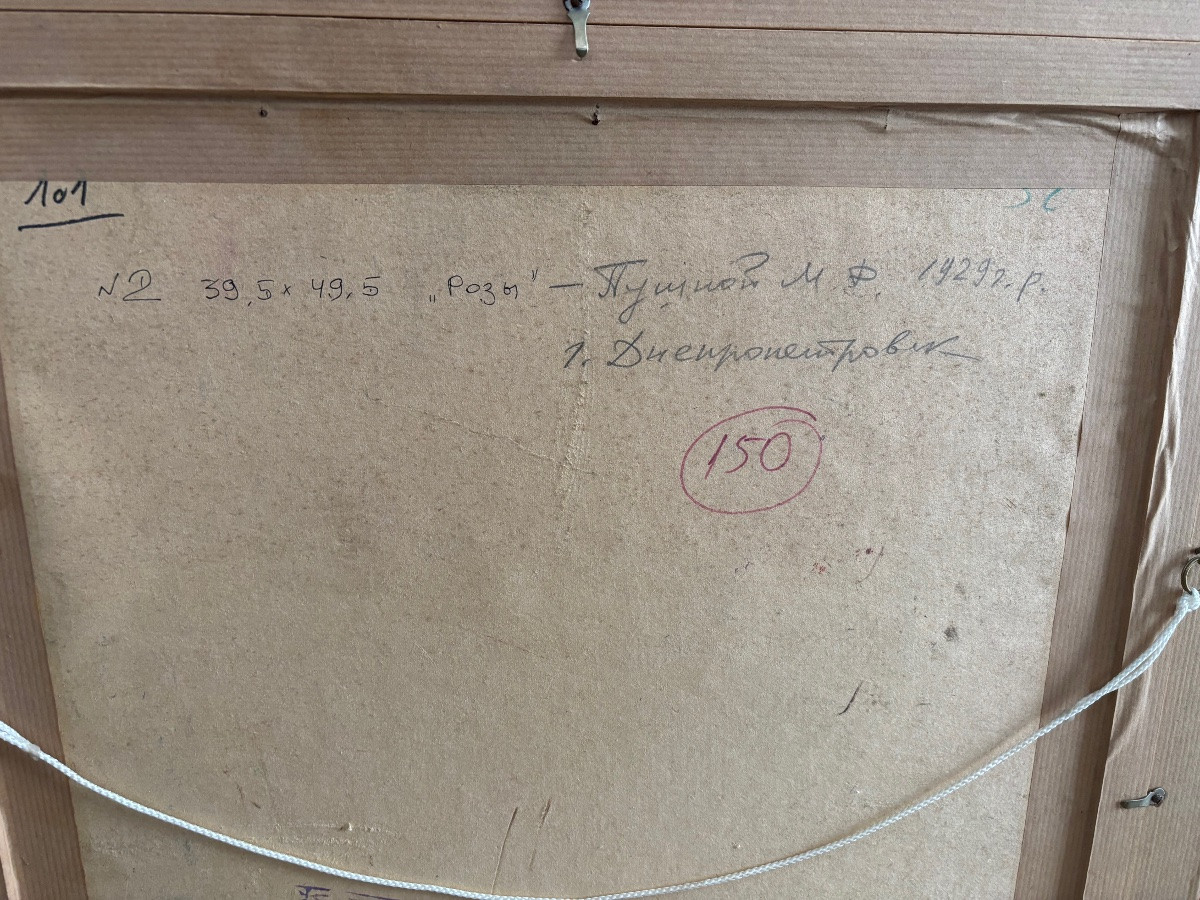 101
№2 39,5 × 49,5 „Розы" — Пушной М. Ф. 1929 г. р.
г. Днепропетровск
150